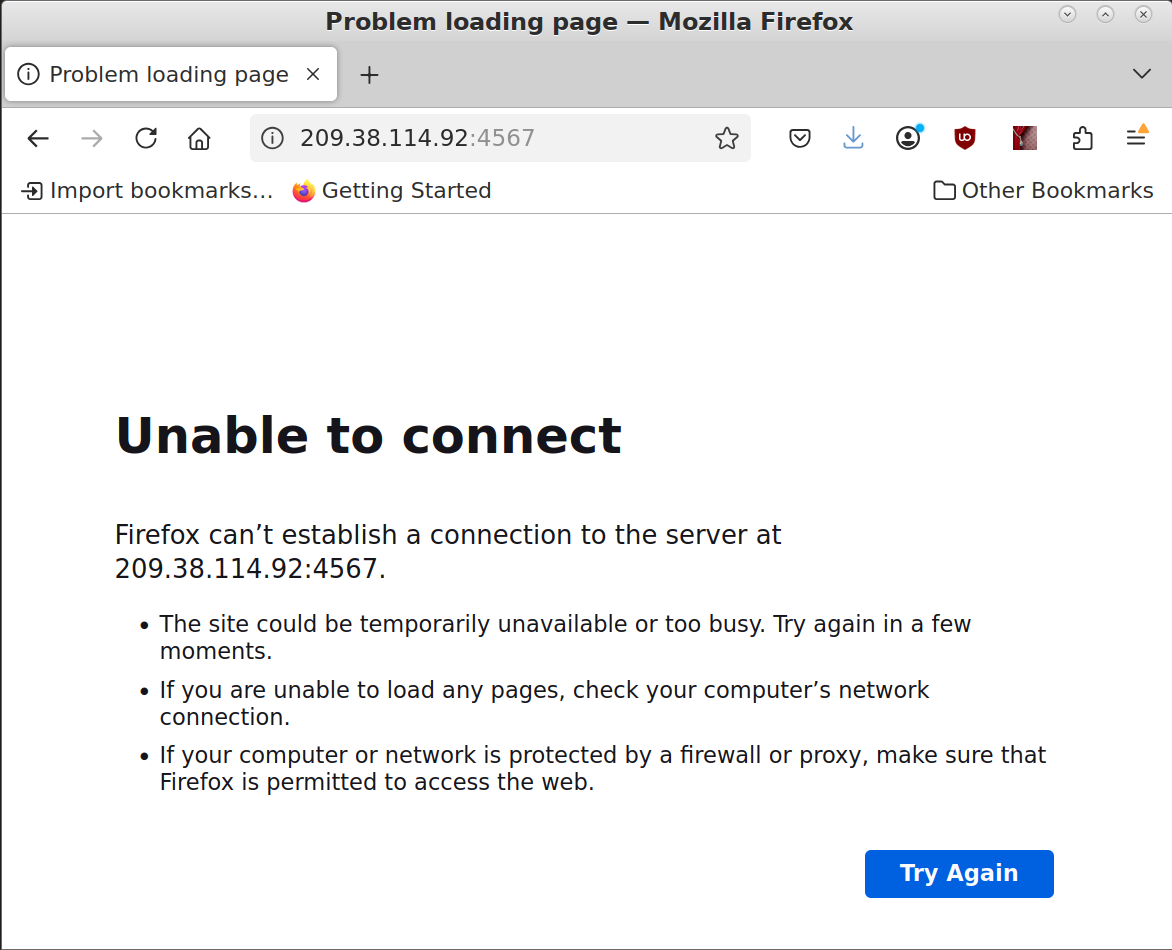 Problem loading page — Mozilla Firefox
Problem loading page
209.38.114.92:4567
Import bookmarks…
Getting Started
Other Bookmarks
Unable to connect
Firefox can’t establish a connection to the server at
209.38.114.92:4567.
• The site could be temporarily unavailable or too busy. Try again in a few
moments.
• If you are unable to load any pages, check your computer’s network
connection.
• If your computer or network is protected by a firewall or proxy, make sure that
Firefox is permitted to access the web.
Try Again